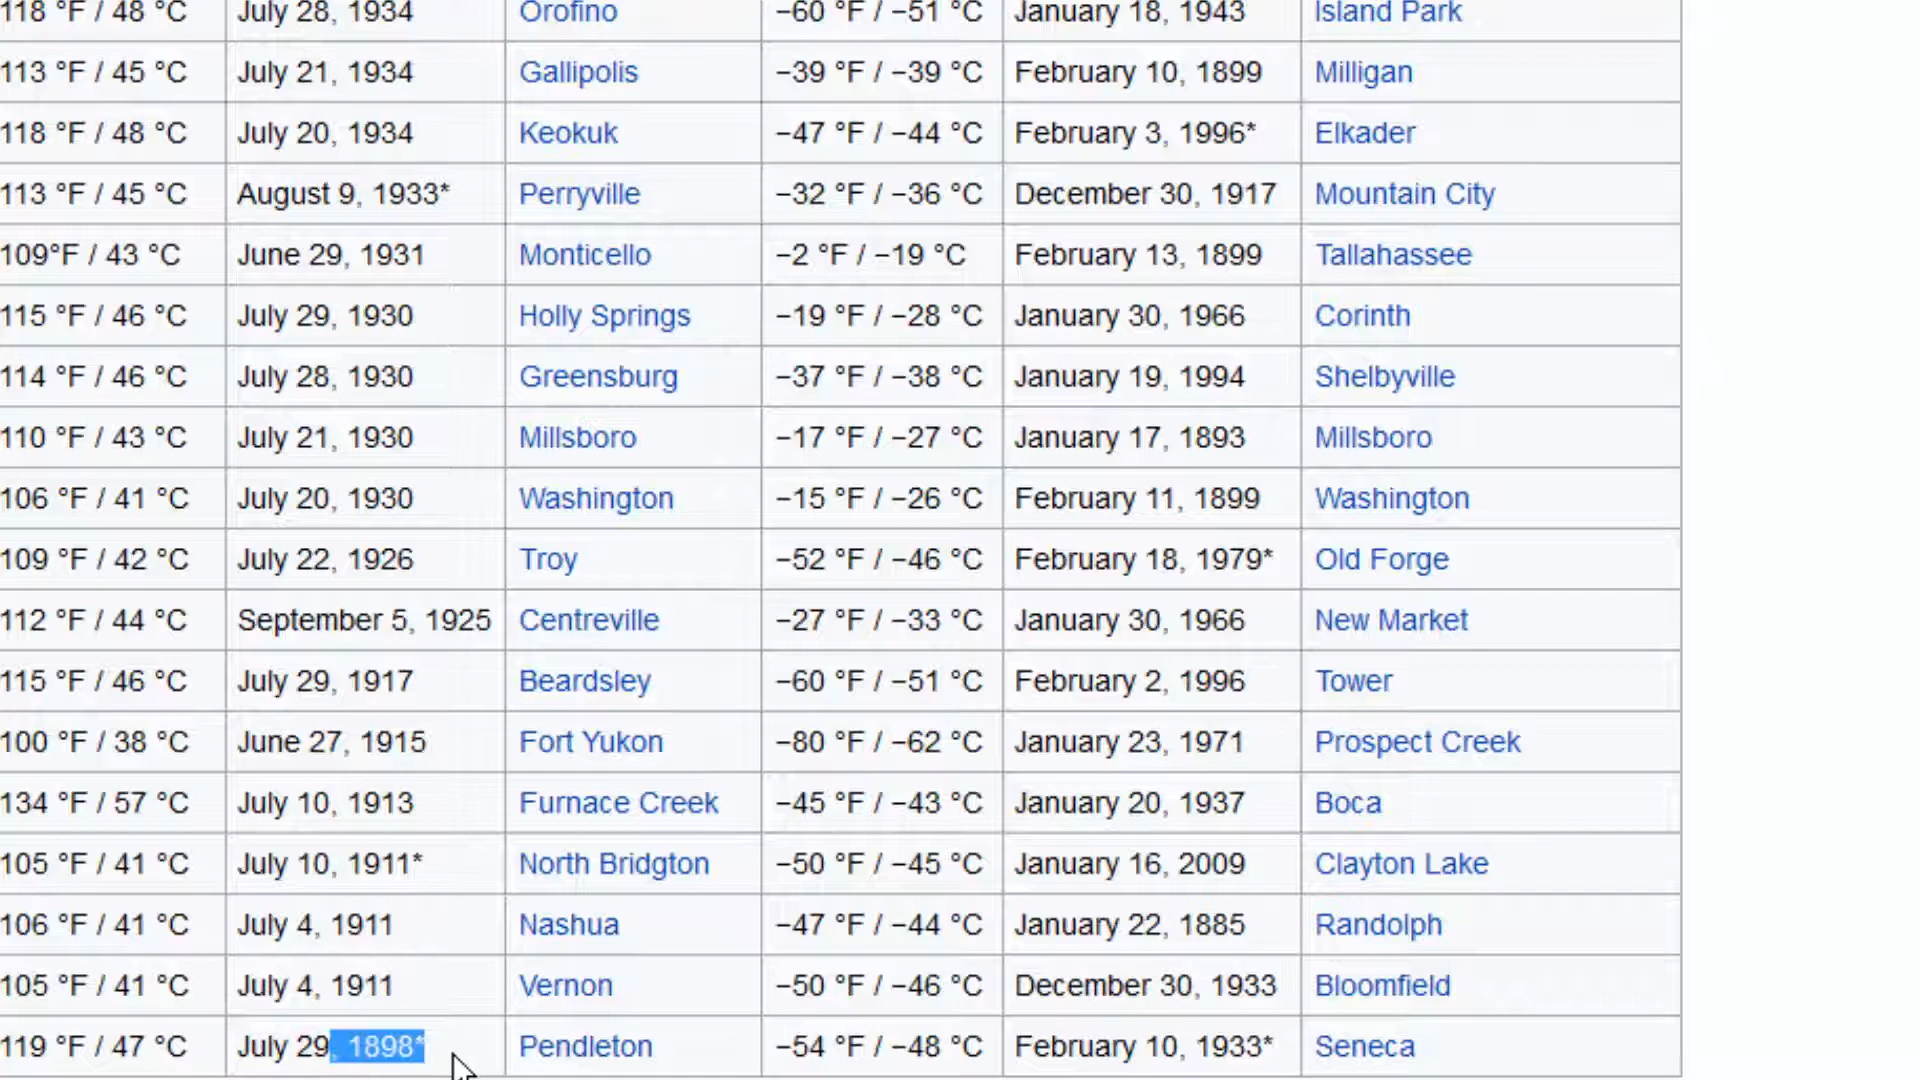 118 °F / 48 °C July 28, 1934 Orofino −60 °F / −51 °C January 18, 1943 Island Park
113 °F / 45 °C July 21, 1934 Gallipolis −39 °F / −39 °C February 10, 1899 Milligan
118 °F / 48 °C July 20, 1934 Keokuk −47 °F / −44 °C February 3, 1996* Elkader
113 °F / 45 °C August 9, 1933* Perryville −32 °F / −36 °C December 30, 1917 Mountain City
109°F / 43 °C June 29, 1931 Monticello −2 °F / −19 °C February 13, 1899 Tallahassee
115 °F / 46 °C July 29, 1930 Holly Springs −19 °F / −28 °C January 30, 1966 Corinth
114 °F / 46 °C July 28, 1930 Greensburg −37 °F / −38 °C January 19, 1994 Shelbyville
110 °F / 43 °C July 21, 1930 Millsboro −17 °F / −27 °C January 17, 1893 Millsboro
106 °F / 41 °C July 20, 1930 Washington −15 °F / −26 °C February 11, 1899 Washington
109 °F / 42 °C July 22, 1926 Troy −52 °F / −46 °C February 18, 1979* Old Forge
112 °F / 44 °C September 5, 1925 Centreville −27 °F / −33 °C January 30, 1966 New Market
115 °F / 46 °C July 29, 1917 Beardsley −60 °F / −51 °C February 2, 1996 Tower
100 °F / 38 °C June 27, 1915 Fort Yukon −80 °F / −62 °C January 23, 1971 Prospect Creek
134 °F / 57 °C July 10, 1913 Furnace Creek −45 °F / −43 °C January 20, 1937 Boca
105 °F / 41 °C July 10, 1911* North Bridgton −50 °F / −45 °C January 16, 2009 Clayton Lake
106 °F / 41 °C July 4, 1911 Nashua −47 °F / −44 °C January 22, 1885 Randolph
105 °F / 41 °C July 4, 1911 Vernon −50 °F / −46 °C December 30, 1933 Bloomfield
119 °F / 47 °C July 29, 1898* Pendleton −54 °F / −48 °C February 10, 1933* Seneca